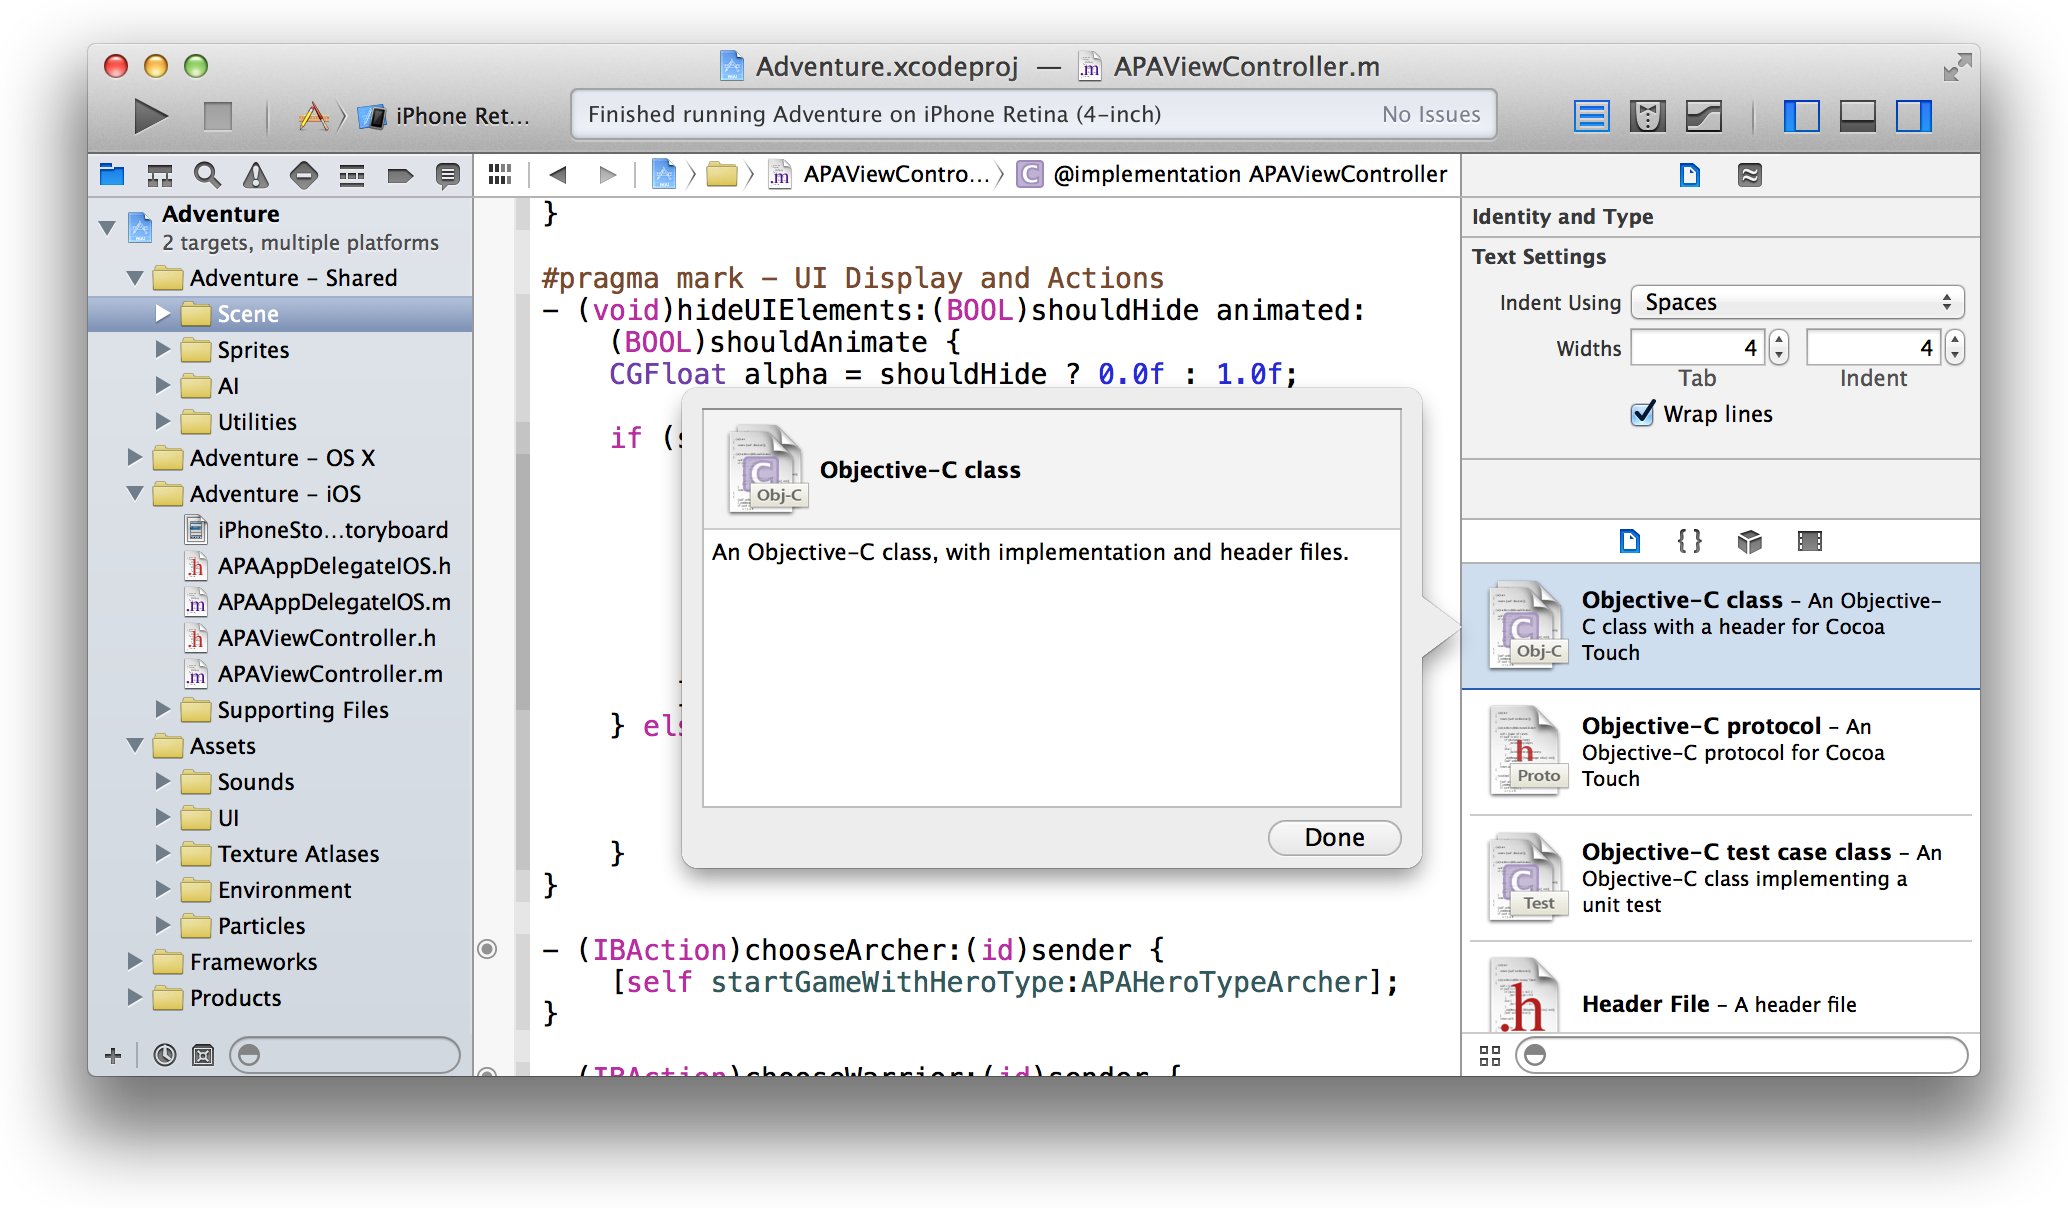 Adventure.xcodeproj — APAViewController.m
iPhone Ret...
Finished running Adventure on iPhone Retina (4-inch)
No Issues
APAViewContro...
@implementation APAViewController
Adventure
2 targets, multiple platforms
Adventure – Shared
Scene
Sprites
AI
Utilities
Adventure – OS X
Adventure – iOS
iPhoneSto...toryboard
APAAppDelegateIOS.h
APAAppDelegateIOS.m
APAViewController.h
APAViewController.m
Supporting Files
Assets
Sounds
UI
Texture Atlases
Environment
Particles
Frameworks
Products
}
#pragma mark – UI Display and Actions
– (void)hideUIElements:(BOOL)shouldHide animated:
(BOOL)shouldAnimate {
CGFloat alpha = shouldHide ? 0.0f : 1.0f;
if (
}
}
}
– (IBAction)chooseArcher:(id)sender {
[self startGameWithHeroType:APAHeroTypeArcher];
}
(IBAction)chooseWarrior:(id)sender {
Obj-C
Objective-C class
An Objective-C class, with implementation and header files.
Done
Identity and Type
Text Settings
Indent Using
Spaces
Widths
4
4
Tab
Indent
Wrap lines
{ }
Obj-C
Objective-C class – An Objective-
C class with a header for Cocoa
Touch
h
Proto
Objective-C protocol – An
Objective-C protocol for Cocoa
Touch
Test
Objective-C test case class – An
Objective-C class implementing a
unit test
.h
Header File – A header file